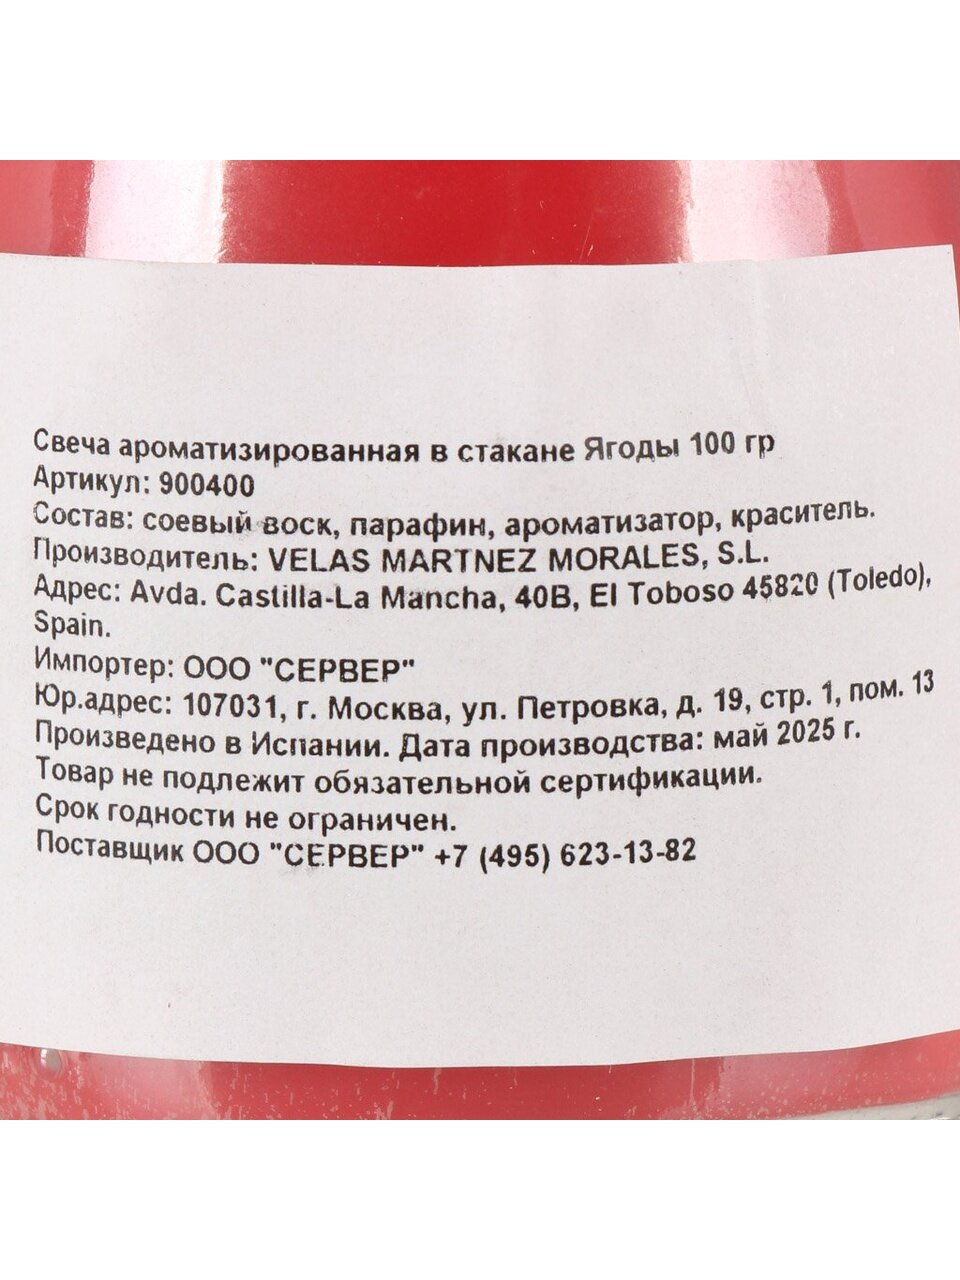 Свеча ароматизированная в стакане Ягоды 100 гр
Артикул: 900400
Состав: соевый воск, парафин, ароматизатор, краситель.
Производитель: VELAS MARTNEZ MORALES, S.L.
Адрес: Avda. Castilla-La Mancha, 40B, El Toboso 45820 (Toledo),
Spain.
Импортер: ООО "СЕРВЕР"
Юр.адрес: 107031, г. Москва, ул. Петровка, д. 19, стр. 1, пом. 13
Произведено в Испании. Дата производства: май 2025 г.
Товар не подлежит обязательной сертификации.
Срок годности не ограничен.
Поставщик ООО "СЕРВЕР" +7 (495) 623-13-82